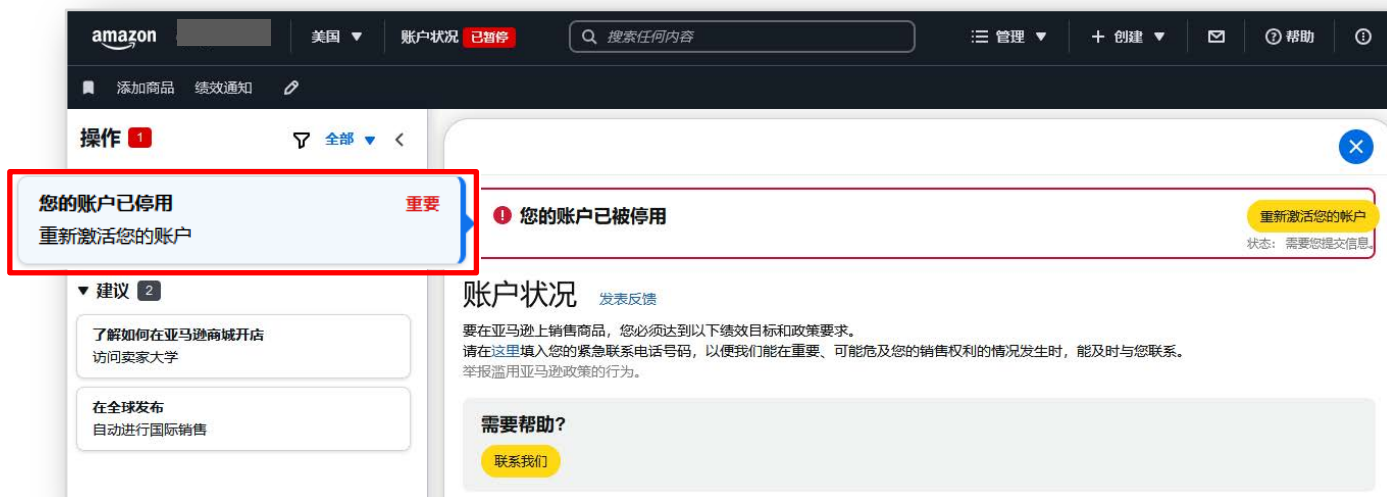 amazon
美国 ▼
账户状况 已暂停
搜索任何内容
管理 ▼
+ 创建 ▼
帮助
添加商品 绩效通知
操作 1
全部 ▼
您的账户已停用 重要
重新激活您的账户
▼ 建议 2
了解如何在亚马逊商城开店
访问卖家大学
在全球发布
自动进行国际销售
您的账户已被停用
重新激活您的帐户
状态: 需要您提交信息。
账户状况 发表反馈
要在亚马逊上销售商品，您必须达到以下绩效目标和政策要求。
请在这里填入您的紧急联系电话号码，以便我们能在重要、可能危及您的销售权利的情况发生时，能及时与您联系。
举报滥用亚马逊政策的行为。
需要帮助?
联系我们